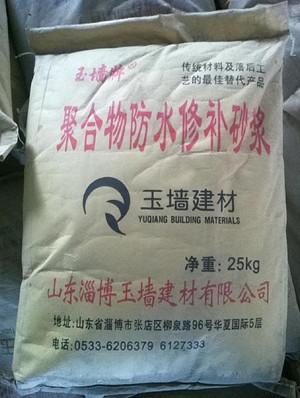 玉墙牌
传统材料及落后工
艺的最佳替代产品
聚合物防水修补砂浆
玉墙建材
YUQIANG BUILDING MATERIALS
净重：25kg
山东淄博玉墙建材有限公司
地址：山东省淄博市张店区柳泉路96号华夏国际5层
电话：0533-6206379 6127333